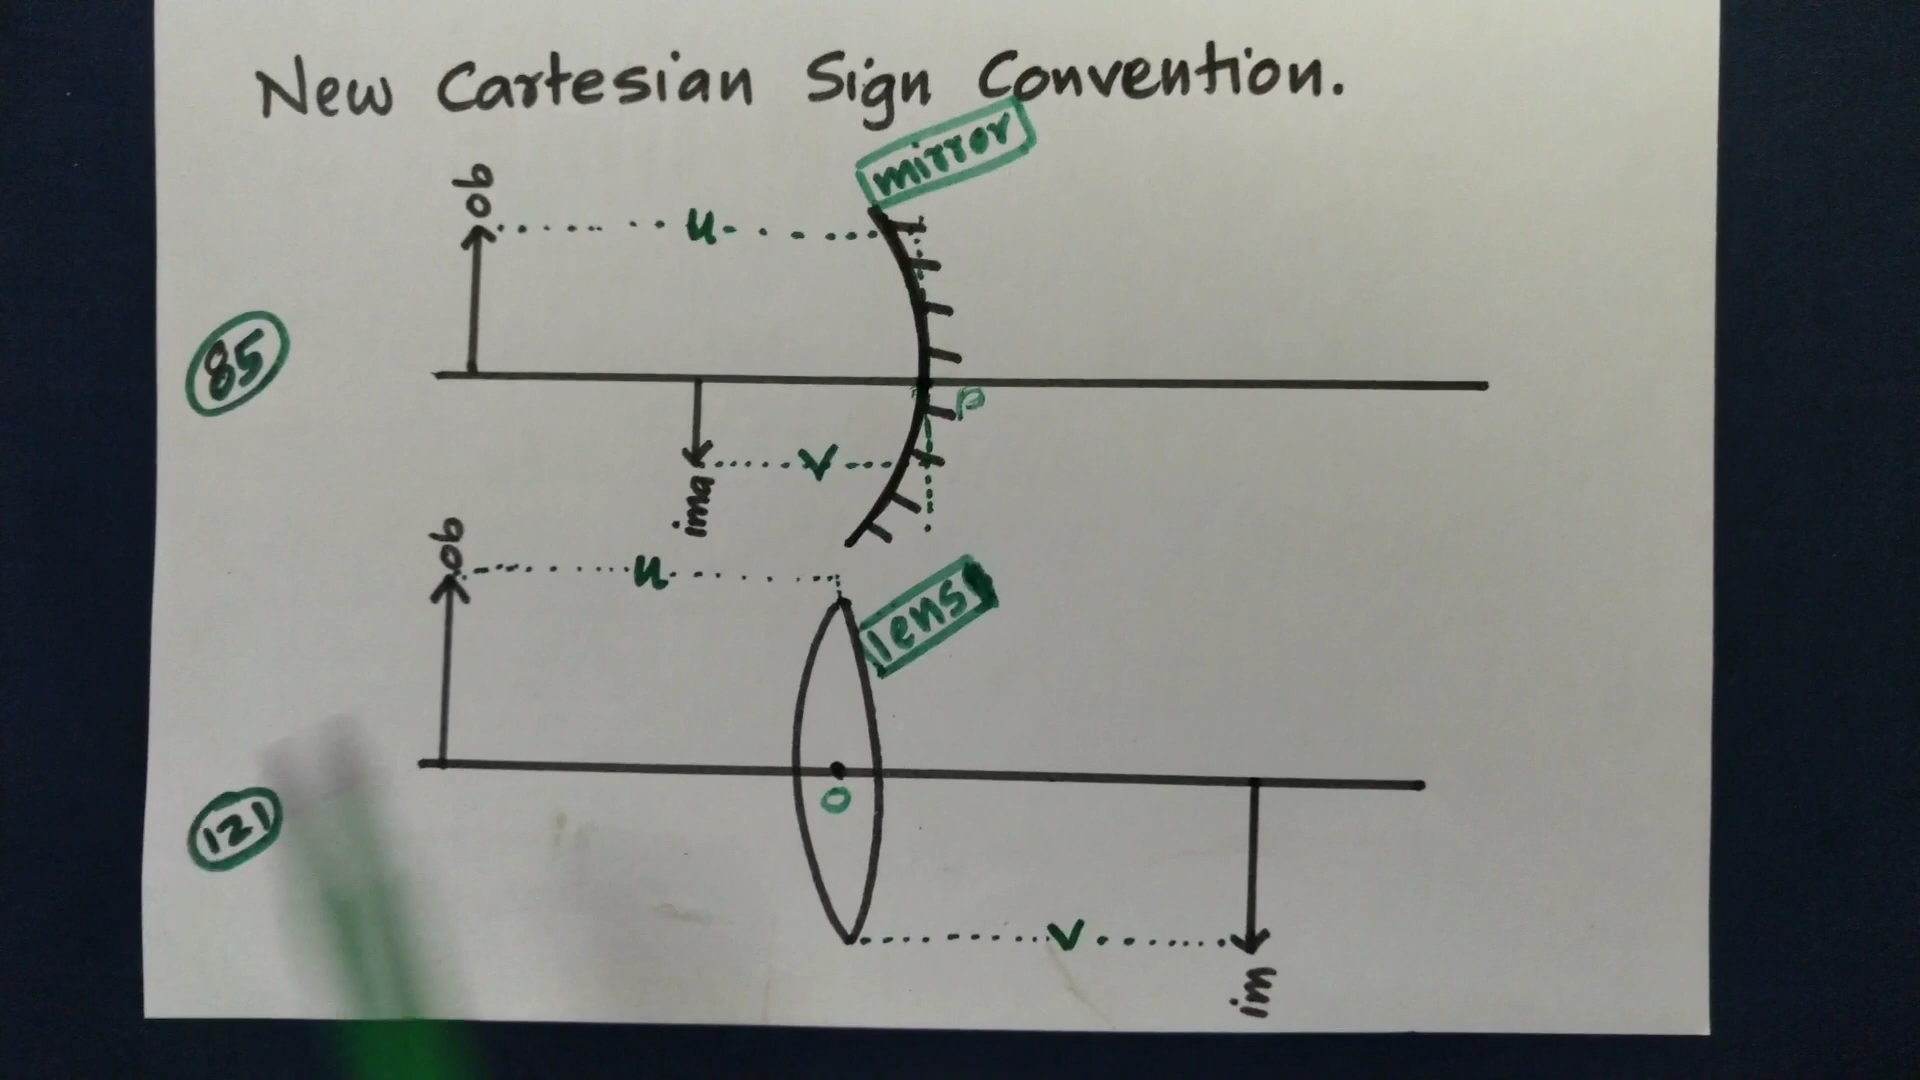 New Cartesian Sign Convention.
mirror
ob
u
85
P
v
ima
ob
u
lens
O
121
v
im